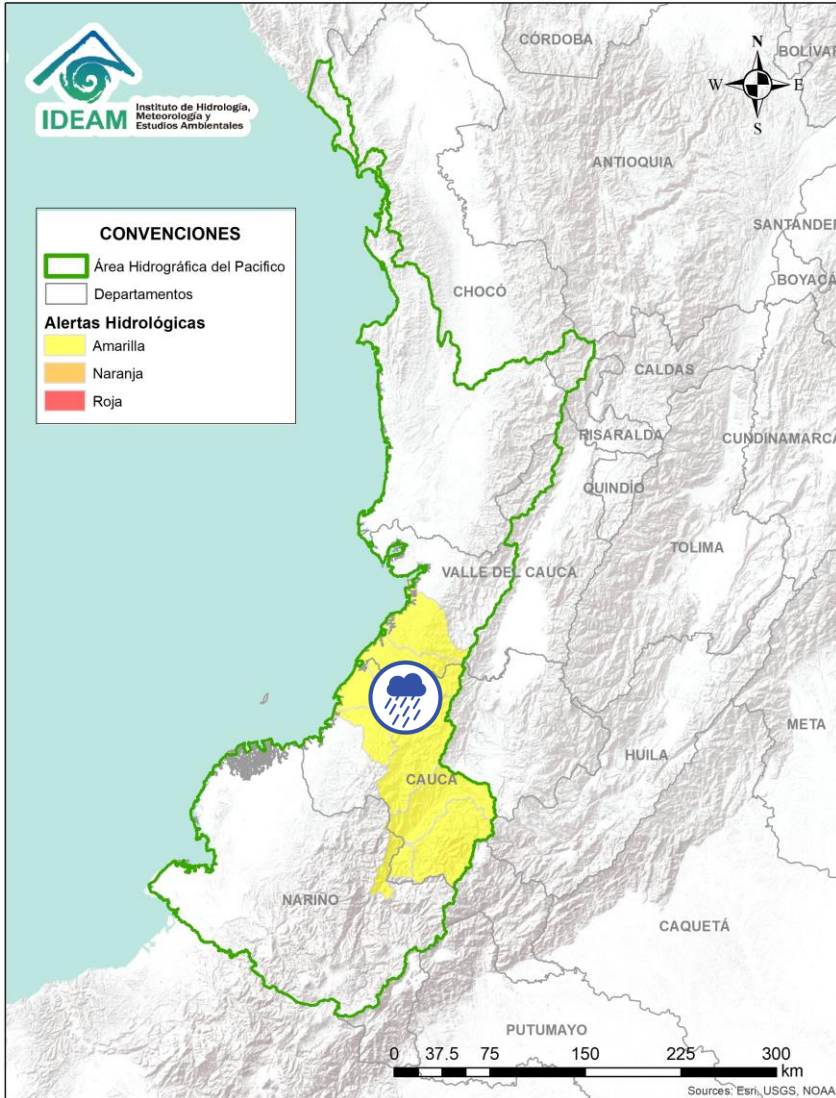 IDEAM
Instituto de Hidrología,
Meteorología y
Estudios Ambientales
CÓRDOBA
BOLÍVAR
N
W
E
S
ANTIOQUIA
SANTANDER
BOYACÁ
CONVENCIONES
Área Hidrográfica del Pacifico
Departamentos
Alertas Hidrológicas
Amarilla
Naranja
Roja
CHOCÓ
CALDAS
RISARALDA
CUNDINAMARCA
QUINDÍO
TOLIMA
VALLE DEL CAUCA
META
HUILA
CAUCA
NARIÑO
CAQUETÁ
PUTUMAYO
0 37.5 75 150 225 300
km
Sources: Esri, USGS, NOAA